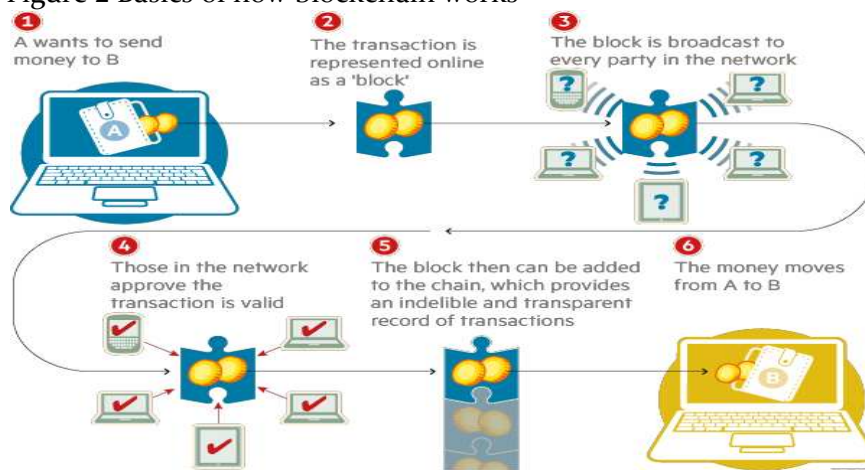 Figure 2 Basics of how blockchain works
1
A wants to send
money to B
2
The transaction is
represented online
as a 'block'
3
The block is broadcast to
every party in the network
A
?
?
?
?
?
4
Those in the network
approve the
transaction is valid
5
The block then can be added
to the chain, which provides
an indelible and transparent
record of transactions
6
The money moves
from A to B
B